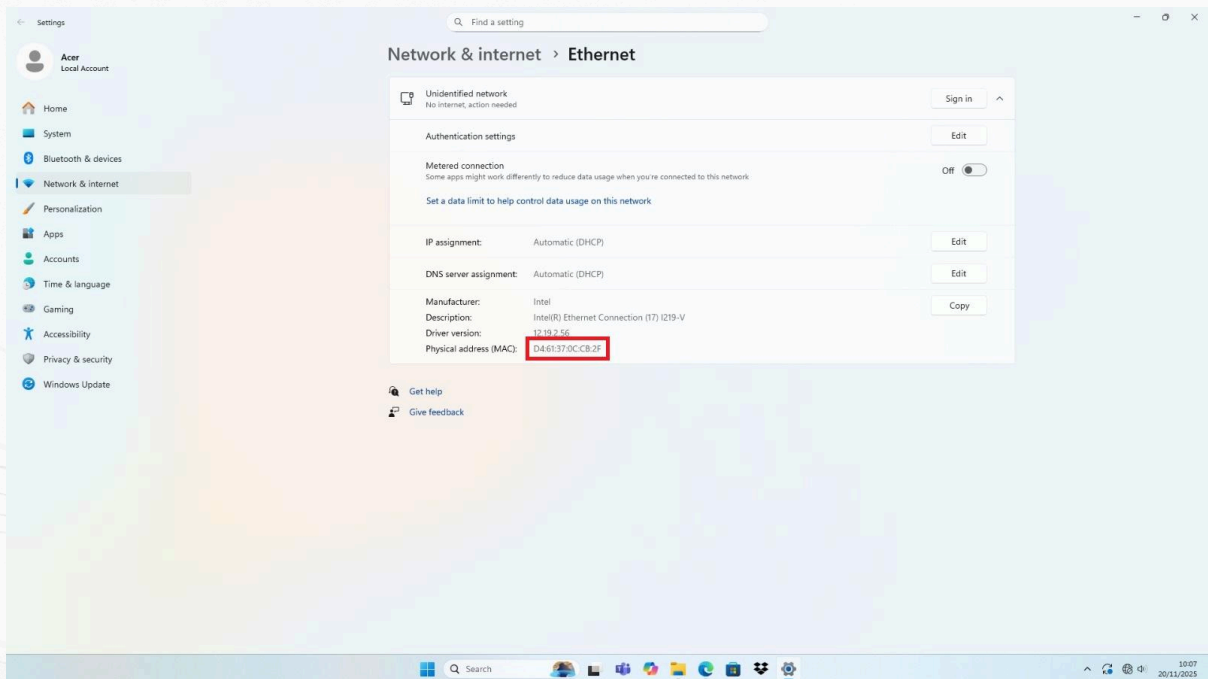 Settings
Find a setting
Acer
Local Account
Home
System
Bluetooth & devices
Network & internet
Personalization
Apps
Accounts
Time & language
Gaming
Accessibility
Privacy & security
Windows Update
Network & internet > Ethernet
Unidentified network
No internet, action needed
Sign in
Authentication settings
Edit
Metered connection
Some apps might work differently to reduce data usage when you're connected to this network
Off
Set a data limit to help control data usage on this network
IP assignment: Automatic (DHCP)
Edit
DNS server assignment: Automatic (DHCP)
Edit
Manufacturer: Intel
Copy
Description: Intel(R) Ethernet Connection (17) I219-V
Driver version: 12.19.2.56
Physical address (MAC): D4:61:37:0C:CB:2F
Get help
Give feedback
Search
10:07
20/11/2025